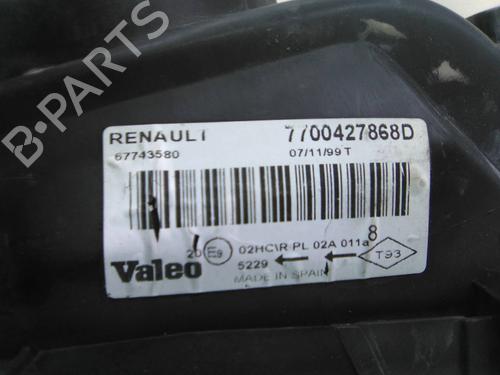 RENAULT 7700427868D
67743580 07/11/99 T
8
20 E9 02HC\R PL 02A 011a
Valeo 5229 T93
MADE IN SPAIN
B-PARTS